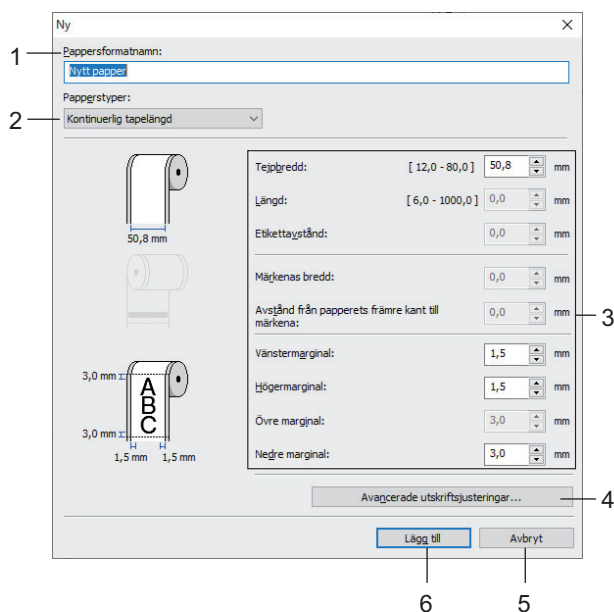 Ny
1
Pappersformatnamn:
Nytt papper
Papperstyper:
2
Kontinuerlig tapelängd
50,8 mm
3,0 mm
A
B
C
3,0 mm
1,5 mm 1,5 mm
Tejpbredd: [ 12,0 - 80,0 ] 50,8 mm
Längd: [ 6,0 - 1000,0 ] 0,0 mm
Etikettavstånd: 0,0 mm
Märkenas bredd: 0,0 mm
Avstånd från papperets främre kant till
märkena: 0,0 mm
3
Vänstermarginal: 1,5 mm
Högermarginal: 1,5 mm
Övre marginal: 3,0 mm
Nedre marginal: 3,0 mm
Avancerade utskriftsjusteringar...
4
Lägg till
Avbryt
6
5